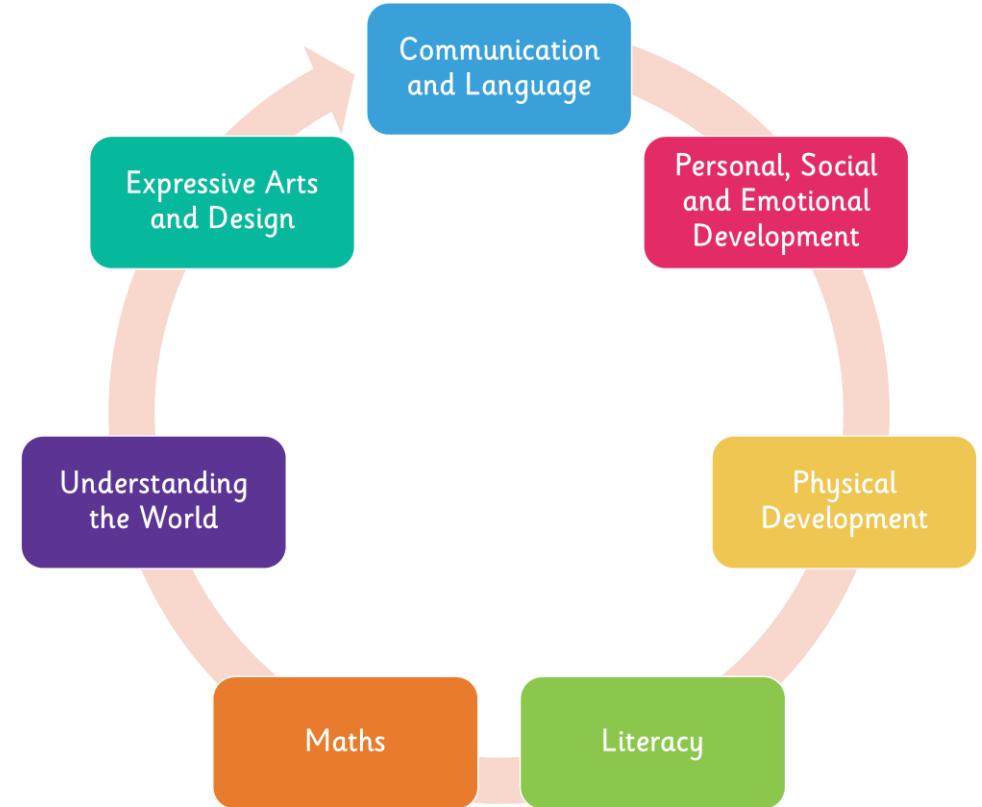 Communication
and Language
Personal, Social
and Emotional
Development
Physical
Development
Literacy
Maths
Understanding
the World
Expressive Arts
and Design